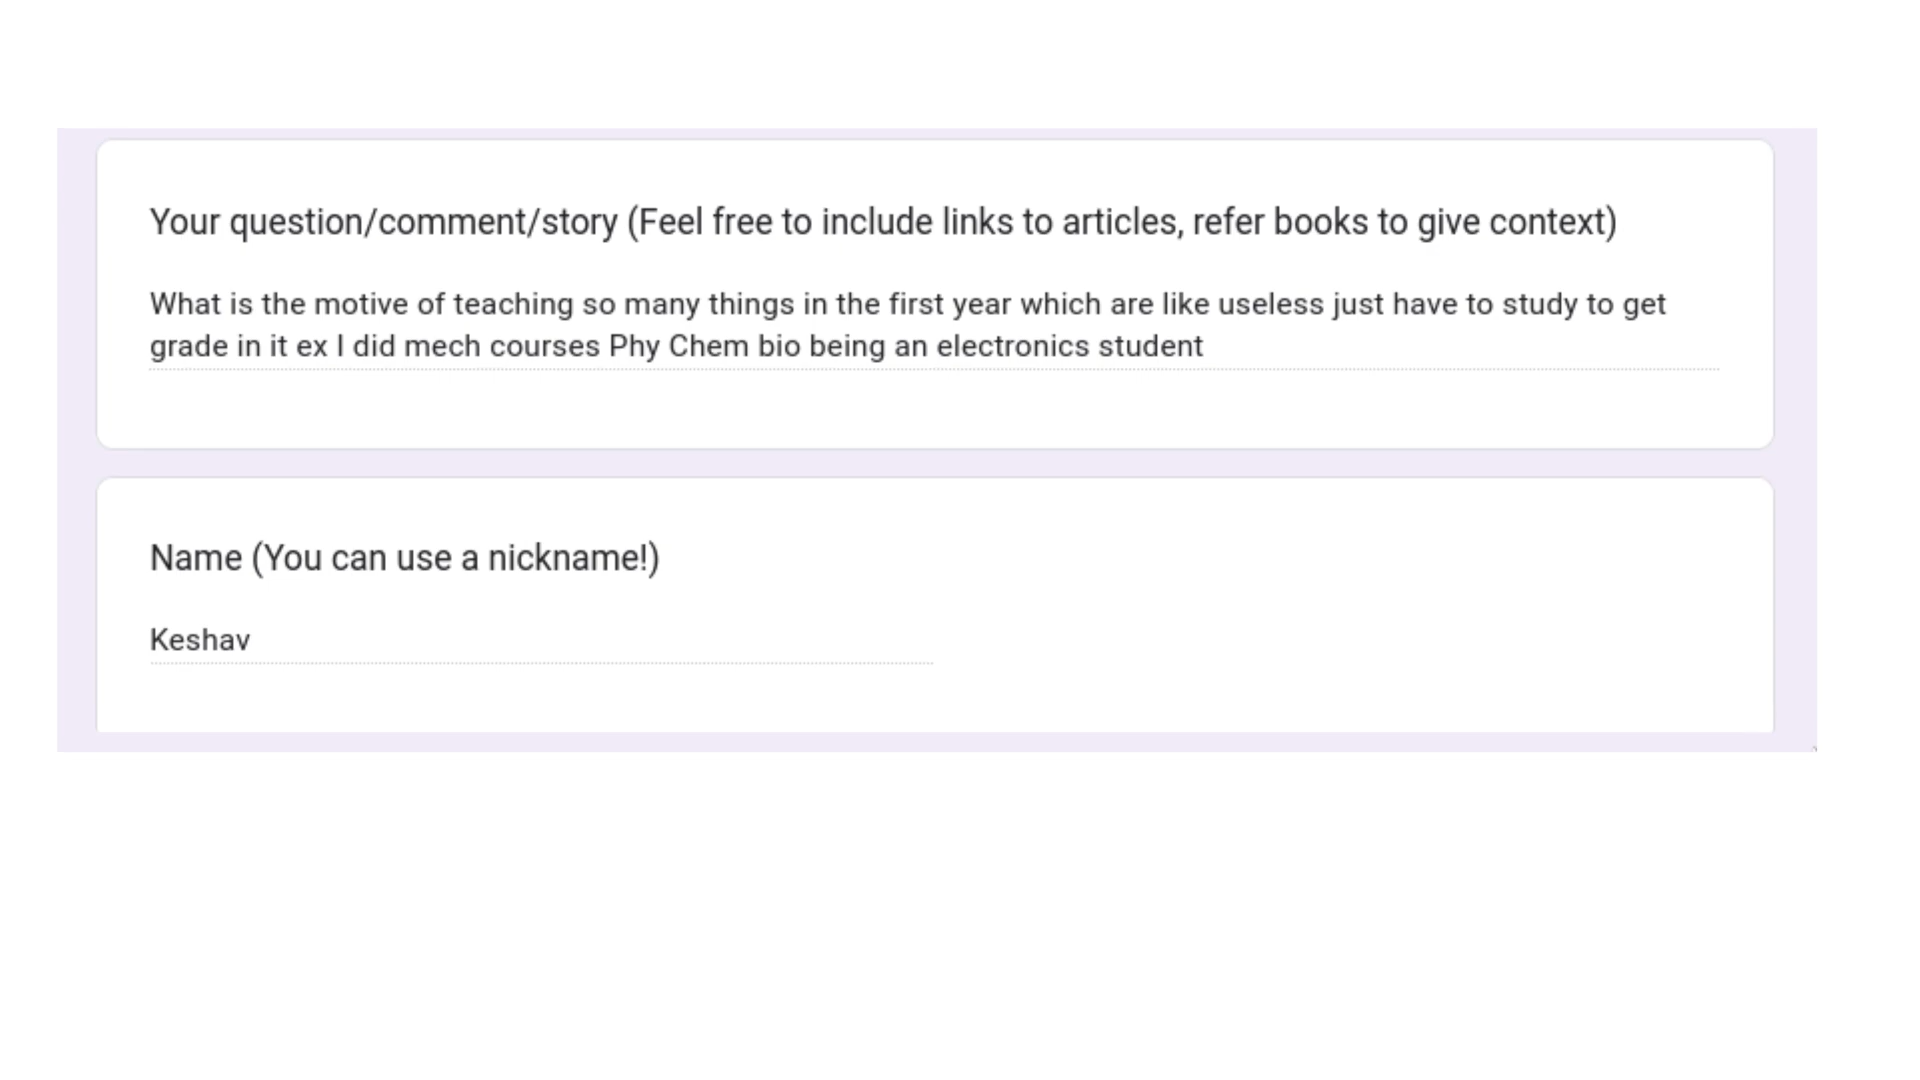 Your question/comment/story (Feel free to include links to articles, refer books to give context)
What is the motive of teaching so many things in the first year which are like useless just have to study to get
grade in it ex I did mech courses Phy Chem bio being an electronics student
Name (You can use a nickname!)
Keshav